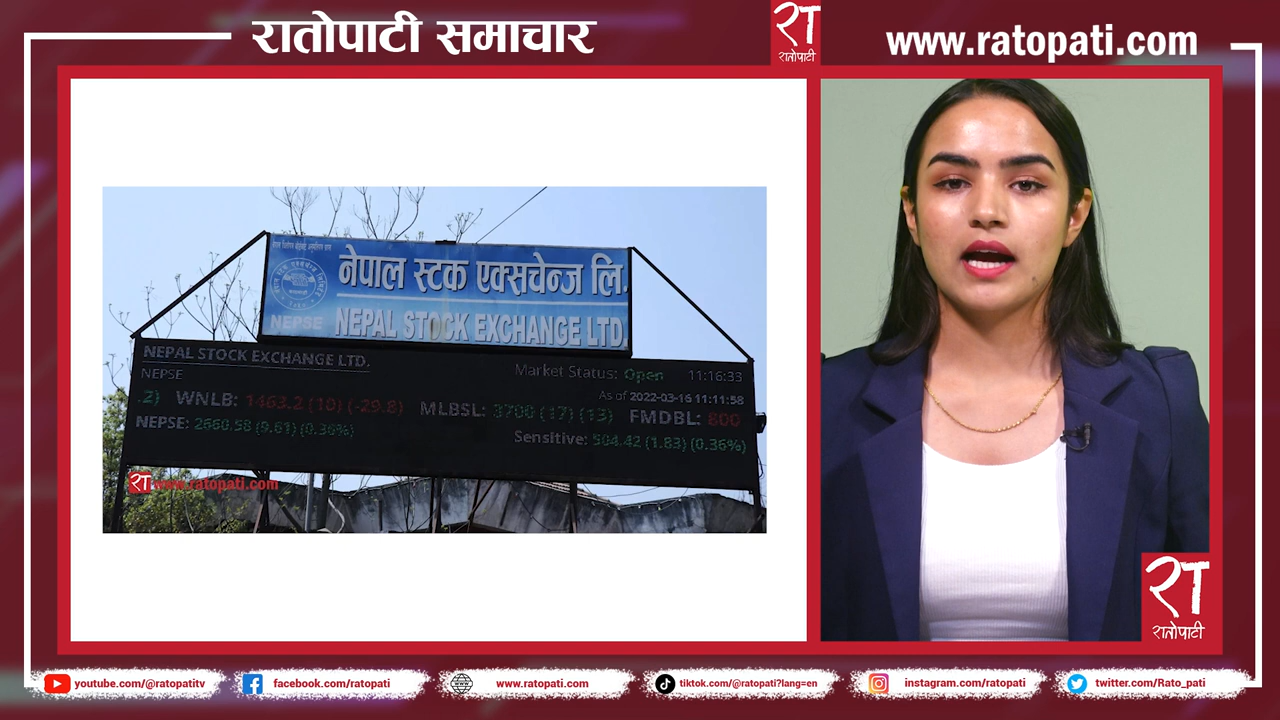 रातोपाटी समाचार
रा
रातोपाटी
www.ratopati.com
नेपाल स्टक एक्सचेन्ज लि.
NEPSE
NEPAL STOCK EXCHANGE LTD.
NEPAL STOCK EXCHANGE LTD.
Market Status: Open 11:16:33
NEPSE
As of 2022-03-16 11:11:58
.2) WNLB: 1463.2 (10) (-29.8) MLBSL: 3700 (17) (13) FMDBL: 800
NEPSE: 2660.58 (9.61) (0.36%)
Sensitive: 504.42 (1.83) (0.36%)
www.ratopati.com
रातोपाटी
youtube.com/@ratopatitv
facebook.com/ratopati
www.ratopati.com
tiktok.com/@ratopati?lang=en
instagram.com/ratopati
twitter.com/Rato_pati